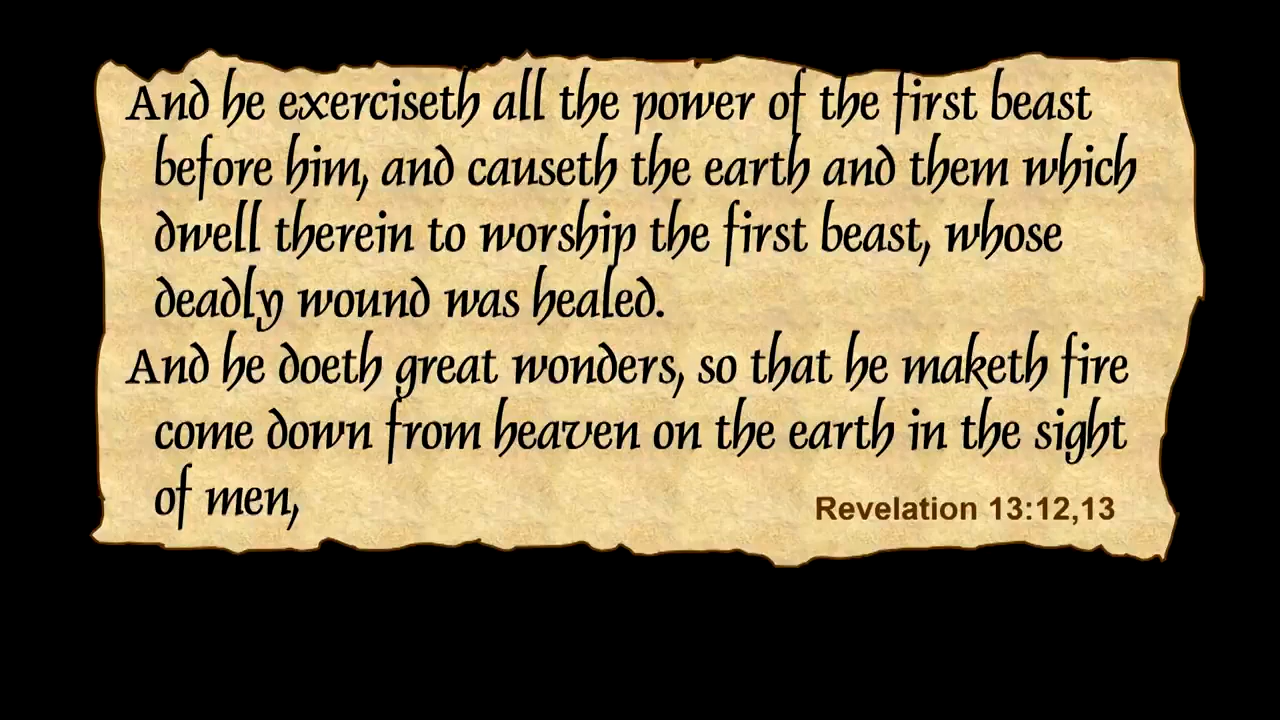 And he exerciseth all the power of the first beast
before him, and causeth the earth and them which
dwell therein to worship the first beast, whose
deadly wound was healed.
And he doeth great wonders, so that he maketh fire
come down from heaven on the earth in the sight
of men,
Revelation 13:12,13